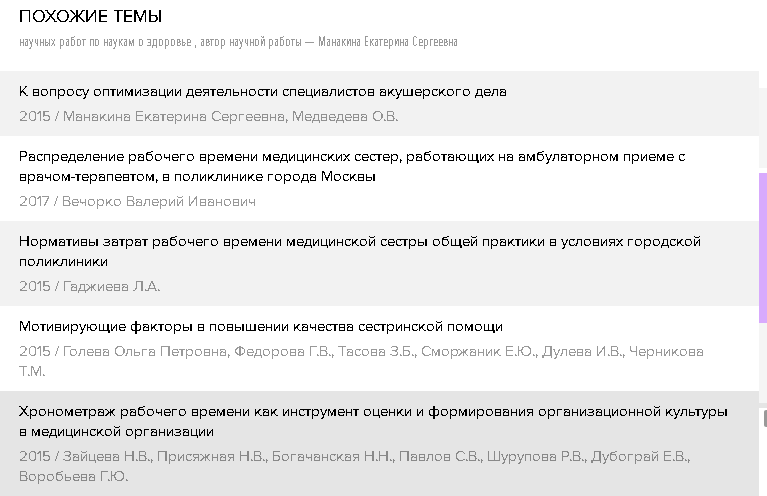 ПОХОЖИЕ ТЕМЫ
научных работ по наукам о здоровье , автор научной работы — Манакина Екатерина Сергеевна
К вопросу оптимизации деятельности специалистов акушерского дела
2015 / Манакина Екатерина Сергеевна, Медведева О.В.
Распределение рабочего времени медицинских сестер, работающих на амбулаторном приеме с
врачом-терапевтом, в поликлинике города Москвы
2017 / Вечорко Валерий Иванович
Нормативы затрат рабочего времени медицинской сестры общей практики в условиях городской
поликлиники
2015 / Гаджиева Л.А.
Мотивирующие факторы в повышении качества сестринской помощи
2015 / Голева Ольга Петровна, Федорова Г.В., Тасова З.Б., Сморжаник Е.Ю., Дулева И.В., Черникова
Т.М.
Хронометраж рабочего времени как инструмент оценки и формирования организационной культуры
в медицинской организации
2015 / Зайцева Н.В., Присяжная Н.В., Богачанская Н.Н., Павлов С.В., Шурупова Р.В., Дубограй Е.В.,
Воробьева Г.Ю.